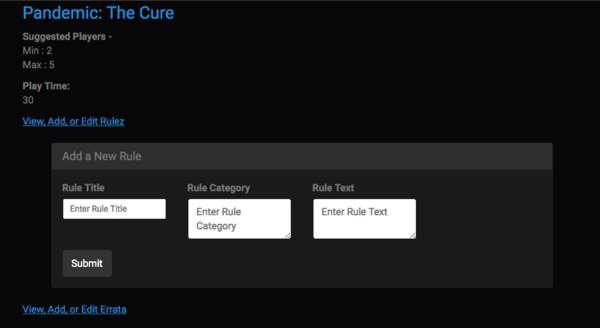 Pandemic: The Cure
Suggested Players -
Min : 2
Max : 5
Play Time:
30
View, Add, or Edit Rulez
Add a New Rule
Rule Title Rule Category Rule Text
Enter Rule Title Enter Rule Enter Rule Text
Category
Submit
View, Add, or Edit Errata